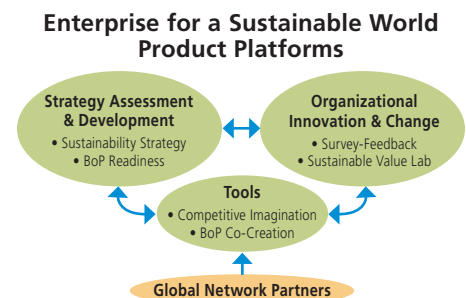 Enterprise for a Sustainable World
Product Platforms
Strategy Assessment
& Development
• Sustainability Strategy
• BoP Readiness
Organizational
Innovation & Change
• Survey-Feedback
• Sustainable Value Lab
Tools
• Competitive Imagination
• BoP Co-Creation
Global Network Partners